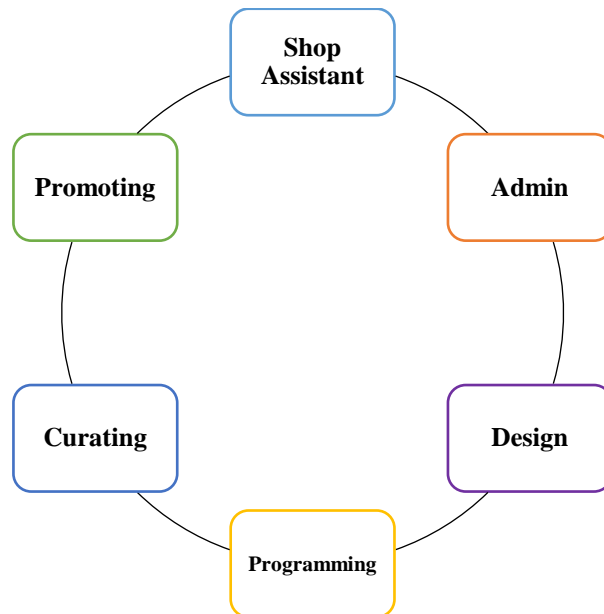 Shop
Assistant
Promoting
Admin
Curating
Design
Programming